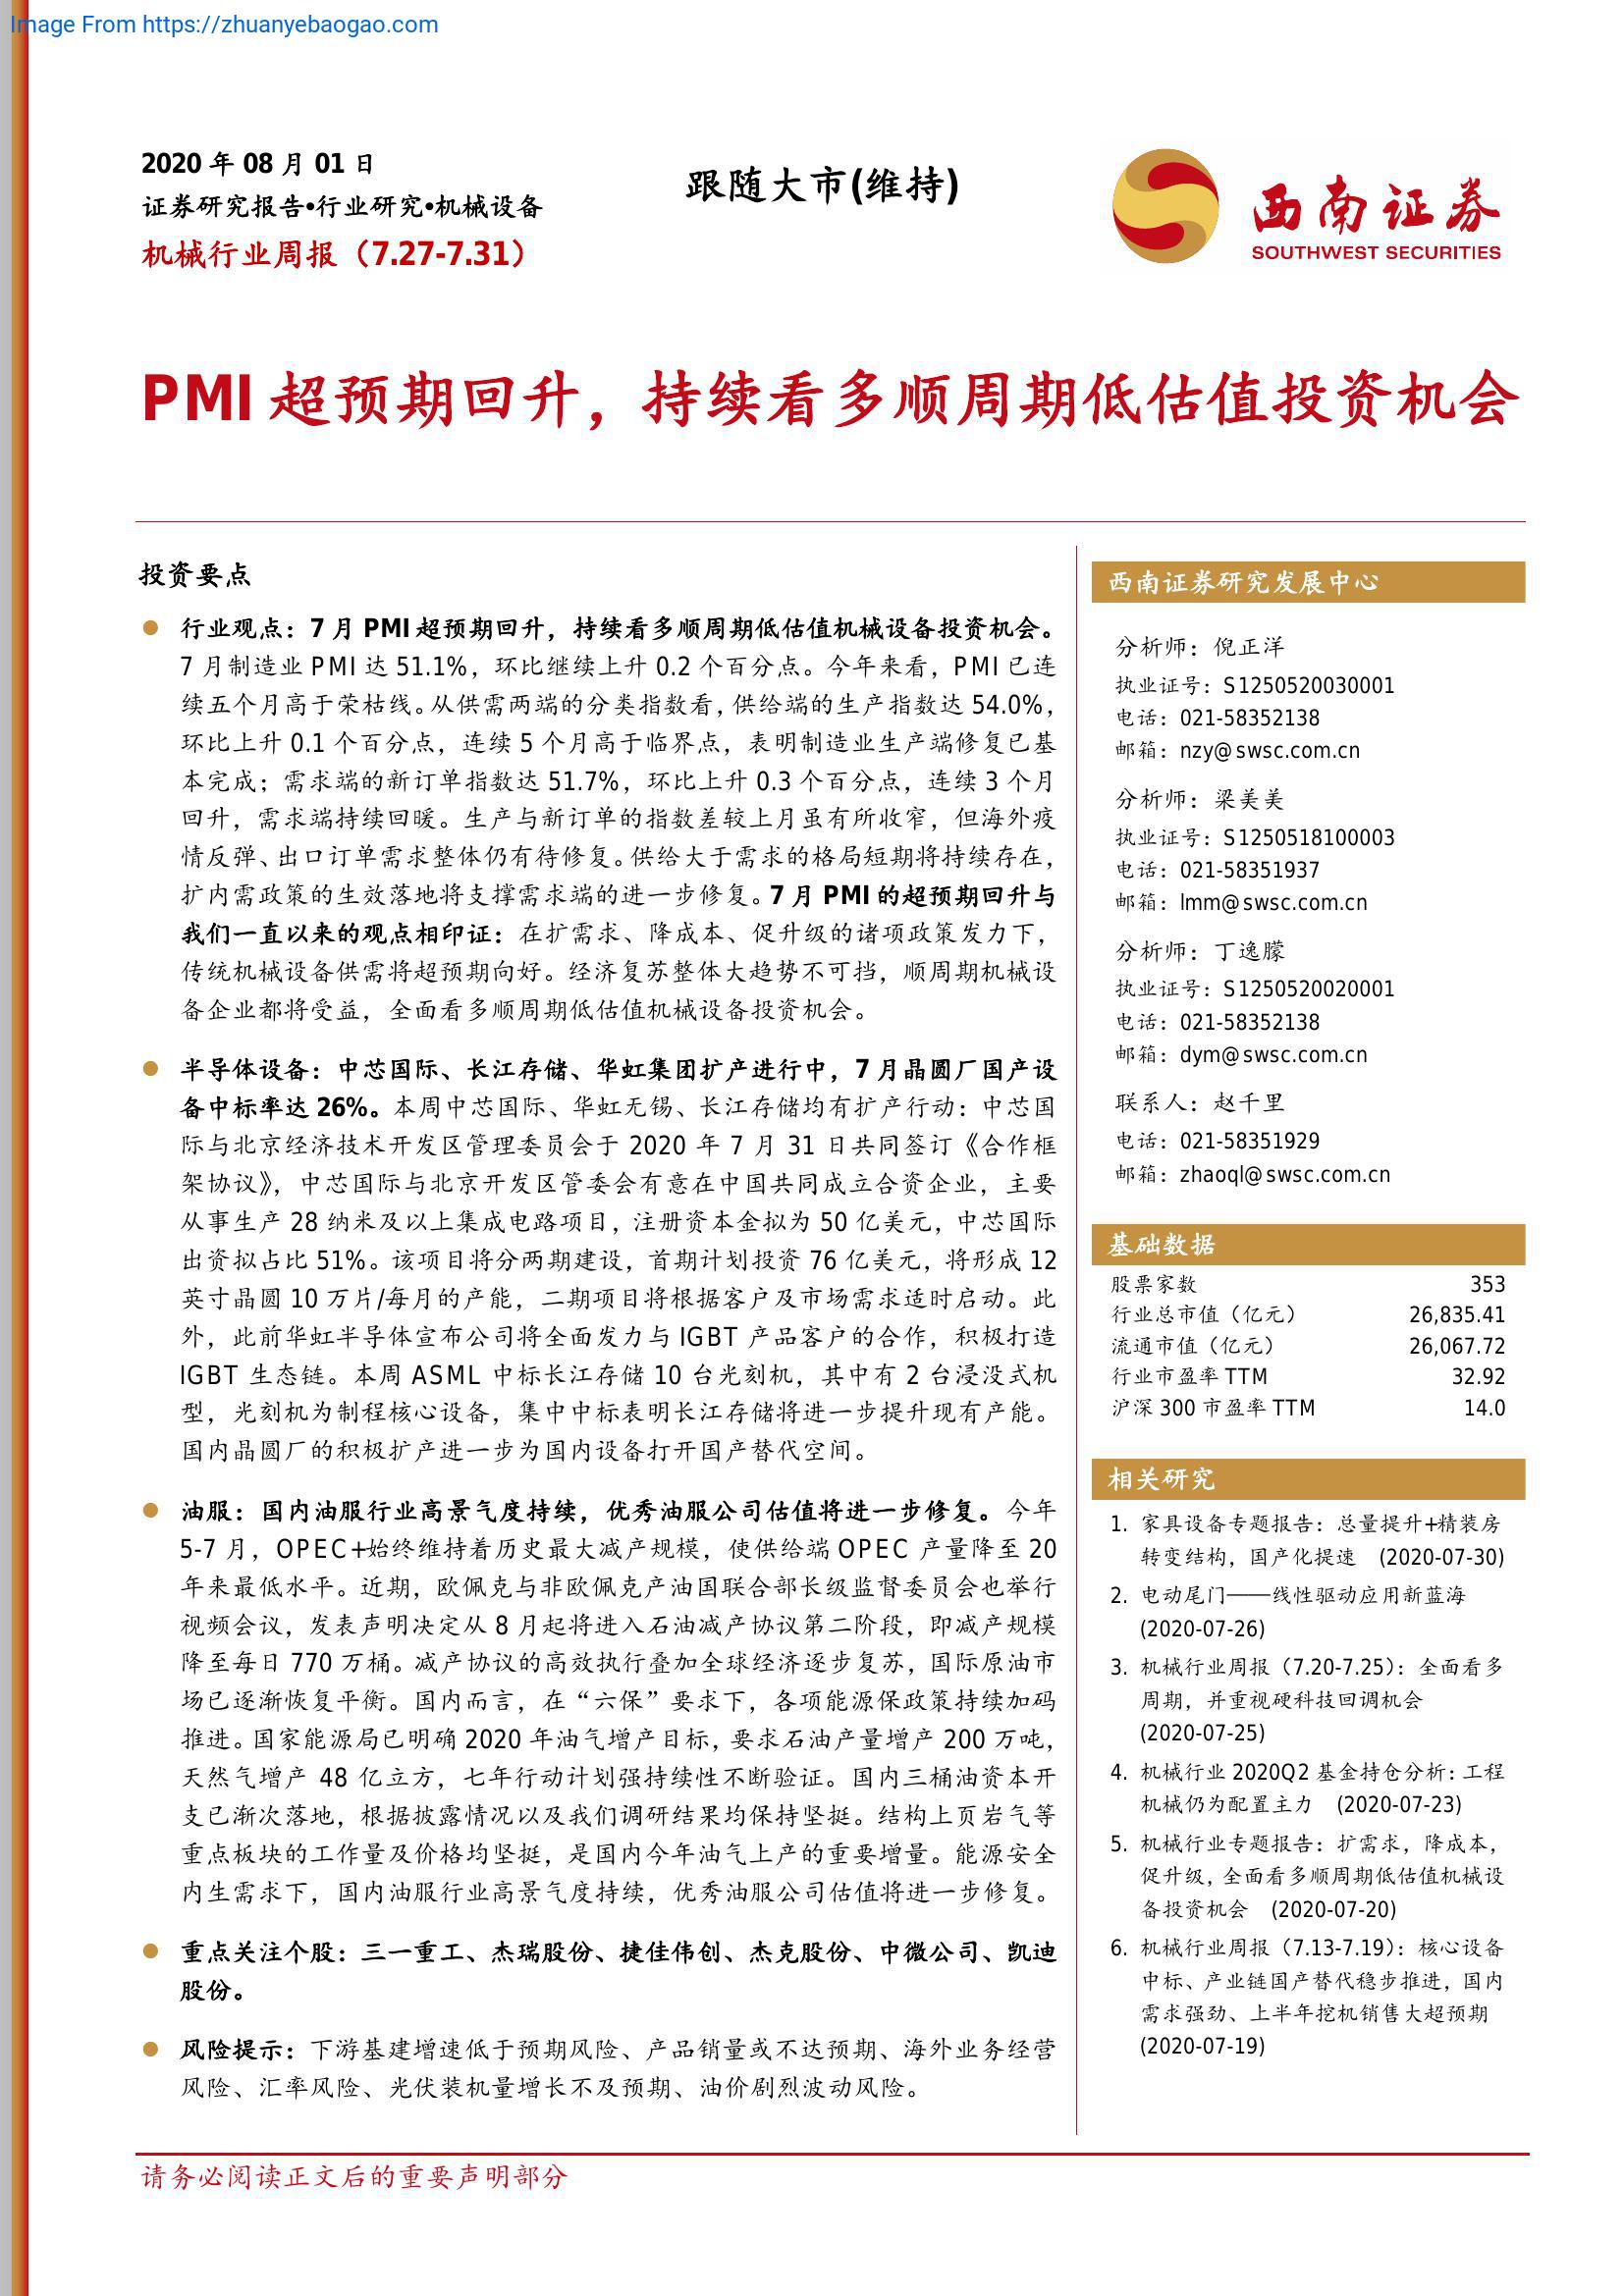 Image From https://zhuanyebaogao.com
2020 年 08 月 01 日
证券研究报告•行业研究•机械设备
机械行业周报（7.27-7.31）
跟随大市(维持)
西南证券
SOUTHWEST SECURITIES
PMI 超预期回升，持续看多顺周期低估值投资机会
投资要点
行业观点：7 月 PMI 超预期回升，持续看多顺周期低估值机械设备投资机会。
7 月制造业 PMI 达 51.1%，环比继续上升 0.2 个百分点。今年来看，PMI 已连
续五个月高于荣枯线。从供需两端的分类指数看，供给端的生产指数达 54.0%，
环比上升 0.1 个百分点，连续 5 个月高于临界点，表明制造业生产端修复已基
本完成；需求端的新订单指数达 51.7%，环比上升 0.3 个百分点，连续 3 个月
回升，需求端持续回暖。生产与新订单的指数差较上月虽有所收窄，但海外疫
情反弹、出口订单需求整体仍有待修复。供给大于需求的格局短期将持续存在，
扩内需政策的生效落地将支撑需求端的进一步修复。7 月 PMI 的超预期回升与
我们一直以来的观点相印证：在扩需求、降成本、促升级的诸项政策发力下，
传统机械设备供需将超预期向好。经济复苏整体大趋势不可挡，顺周期机械设
备企业都将受益，全面看多顺周期低估值机械设备投资机会。
半导体设备：中芯国际、长江存储、华虹集团扩产进行中，7 月晶圆厂国产设
备中标率达 26%。本周中芯国际、华虹无锡、长江存储均有扩产行动：中芯国
际与北京经济技术开发区管理委员会于 2020 年 7 月 31 日共同签订《合作框
架协议》，中芯国际与北京开发区管委会有意在中国共同成立合资企业，主要
从事生产 28 纳米及以上集成电路项目，注册资本金拟为 50 亿美元，中芯国际
出资拟占比 51%。该项目将分两期建设，首期计划投资 76 亿美元，将形成 12
英寸晶圆 10 万片/每月的产能，二期项目将根据客户及市场需求适时启动。此
外，此前华虹半导体宣布公司将全面发力与 IGBT 产品客户的合作，积极打造
IGBT 生态链。本周 ASML 中标长江存储 10 台光刻机，其中有 2 台浸没式机
型，光刻机为制程核心设备，集中中标表明长江存储将进一步提升现有产能。
国内晶圆厂的积极扩产进一步为国内设备打开国产替代空间。
油服：国内油服行业高景气度持续，优秀油服公司估值将进一步修复。今年
5-7 月，OPEC+始终维持着历史最大减产规模，使供给端 OPEC 产量降至 20
年来最低水平。近期，欧佩克与非欧佩克产油国联合部长级监督委员会也举行
视频会议，发表声明决定从 8 月起将进入石油减产协议第二阶段，即减产规模
降至每日 770 万桶。减产协议的高效执行叠加全球经济逐步复苏，国际原油市
场已逐渐恢复平衡。国内而言，在“六保”要求下，各项能源保政策持续加码
推进。国家能源局已明确 2020 年油气增产目标，要求石油产量增产 200 万吨，
天然气增产 48 亿立方，七年行动计划强持续性不断验证。国内三桶油资本开
支已渐次落地，根据披露情况以及我们调研结果均保持坚挺。结构上页岩气等
重点板块的工作量及价格均坚挺，是国内今年油气上产的重要增量。能源安全
内生需求下，国内油服行业高景气度持续，优秀油服公司估值将进一步修复。
重点关注个股：三一重工、杰瑞股份、捷佳伟创、杰克股份、中微公司、凯迪
股份。
风险提示：下游基建增速低于预期风险、产品销量或不达预期、海外业务经营
风险、汇率风险、光伏装机量增长不及预期、油价剧烈波动风险。
西南证券研究发展中心
分析师：倪正洋
执业证号：S1250520030001
电话：021-58352138
邮箱：nzy@swsc.com.cn
分析师：梁美美
执业证号：S1250518100003
电话：021-58351937
邮箱：lmm@swsc.com.cn
分析师：丁逸朦
执业证号：S1250520020001
电话：021-58352138
邮箱：dym@swsc.com.cn
联系人：赵千里
电话：021-58351929
邮箱：zhaoql@swsc.com.cn
基础数据
股票家数 353
行业总市值（亿元） 26,835.41
流通市值（亿元） 26,067.72
行业市盈率 TTM 32.92
沪深 300 市盈率 TTM 14.0
相关研究
1. 家具设备专题报告：总量提升+精装房
转变结构，国产化提速 (2020-07-30)
2. 电动尾门——线性驱动应用新蓝海
(2020-07-26)
3. 机械行业周报（7.20-7.25）：全面看多
周期，并重视硬科技回调机会
(2020-07-25)
4. 机械行业 2020Q2 基金持仓分析：工程
机械仍为配置主力 (2020-07-23)
5. 机械行业专题报告：扩需求，降成本，
促升级，全面看多顺周期低估值机械设
备投资机会 (2020-07-20)
6. 机械行业周报（7.13-7.19）：核心设备
中标、产业链国产替代稳步推进，国内
需求强劲、上半年挖机销售大超预期
(2020-07-19)
请务必阅读正文后的重要声明部分